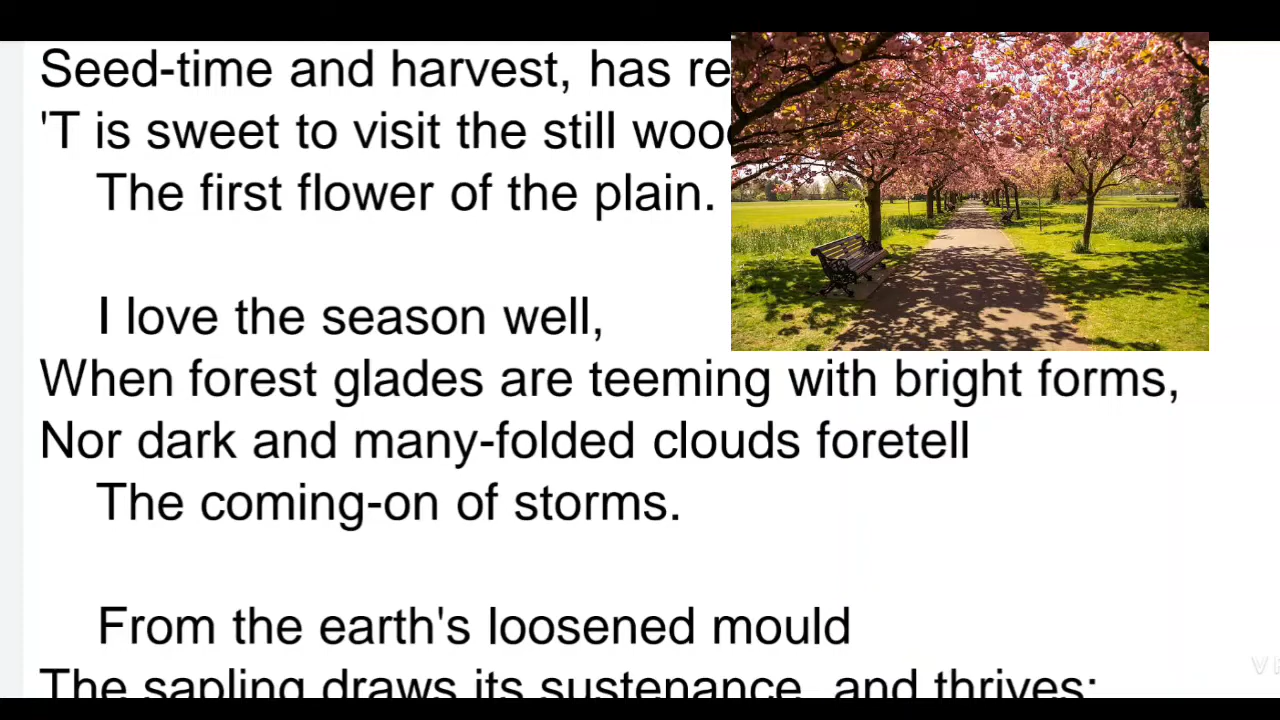 Seed-time and harvest, has
'T is sweet to visit the still
The first flower of the plain.
I love the season well,
When forest glades are teeming with bright forms,
Nor dark and many-folded clouds foretell
The coming-on of storms.
From the earth's loosened mould
The sapling draws its sustenance, and thrives;